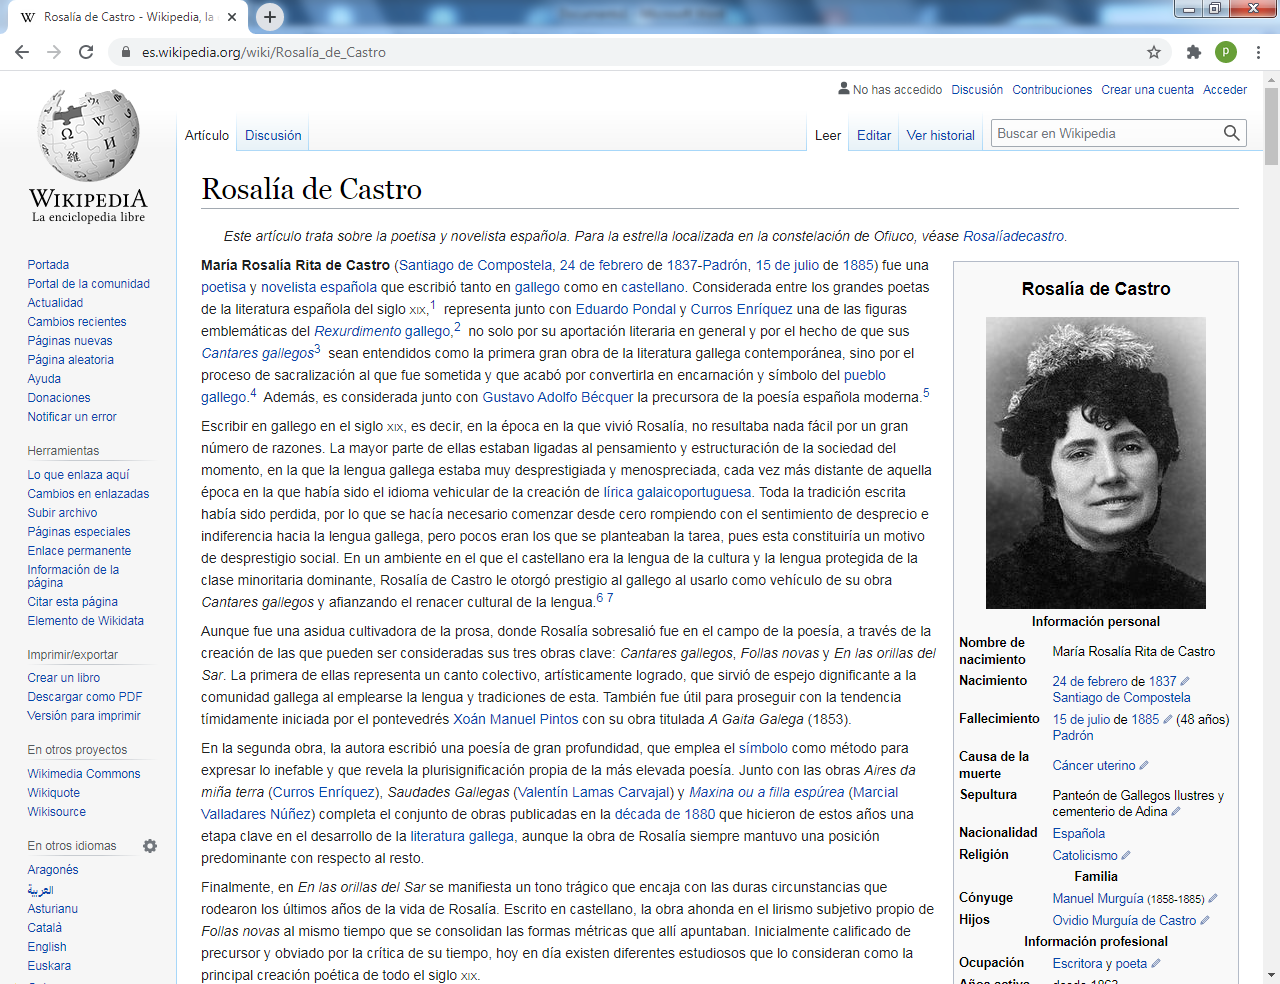 Rosalía de Castro - Wikipedia, la
es.wikipedia.org/wiki/Rosalía_de_Castro
p
No has accedido Discusión Contribuciones Crear una cuenta Acceder
Artículo Discusión Leer Editar Ver historial Buscar en Wikipedia
WIKIPEDIA
La enciclopedia libre
Portada
Portal de la comunidad
Actualidad
Cambios recientes
Páginas nuevas
Página aleatoria
Ayuda
Donaciones
Notificar un error
Herramientas
Lo que enlaza aquí
Cambios en enlazadas
Subir archivo
Páginas especiales
Enlace permanente
Información de la
página
Citar esta página
Elemento de Wikidata
Imprimir/exportar
Crear un libro
Descargar como PDF
Versión para imprimir
En otros proyectos
Wikimedia Commons
Wikiquote
Wikisource
En otros idiomas
Aragonés
العربية
Asturianu
Català
English
Euskara
Rosalía de Castro
Este artículo trata sobre la poetisa y novelista española. Para la estrella localizada en la constelación de Ofiuco, véase Rosalíadecastro.
María Rosalía Rita de Castro (Santiago de Compostela, 24 de febrero de 1837-Padrón, 15 de julio de 1885) fue una
poetisa y novelista española que escribió tanto en gallego como en castellano. Considerada entre los grandes poetas
de la literatura española del siglo XIX,1 representa junto con Eduardo Pondal y Curros Enríquez una de las figuras
emblemáticas del Rexurdimento gallego,2 no solo por su aportación literaria en general y por el hecho de que sus
Cantares gallegos3 sean entendidos como la primera gran obra de la literatura gallega contemporánea, sino por el
proceso de sacralización al que fue sometida y que acabó por convertirla en encarnación y símbolo del pueblo
gallego.4 Además, es considerada junto con Gustavo Adolfo Bécquer la precursora de la poesía española moderna.5
Escribir en gallego en el siglo XIX, es decir, en la época en la que vivió Rosalía, no resultaba nada fácil por un gran
número de razones. La mayor parte de ellas estaban ligadas al pensamiento y estructuración de la sociedad del
momento, en la que la lengua gallega estaba muy desprestigiada y menospreciada, cada vez más distante de aquella
época en la que había sido el idioma vehicular de la creación de lírica galaicoportuguesa. Toda la tradición escrita
había sido perdida, por lo que se hacía necesario comenzar desde cero rompiendo con el sentimiento de desprecio e
indiferencia hacia la lengua gallega, pero pocos eran los que se planteaban la tarea, pues esta constituiría un motivo
de desprestigio social. En un ambiente en el que el castellano era la lengua de la cultura y la lengua protegida de la
clase minoritaria dominante, Rosalía de Castro le otorgó prestigio al gallego al usarlo como vehículo de su obra
Cantares gallegos y afianzando el renacer cultural de la lengua.6 7
Aunque fue una asidua cultivadora de la prosa, donde Rosalía sobresalió fue en el campo de la poesía, a través de la
creación de las que pueden ser consideradas sus tres obras clave: Cantares gallegos, Follas novas y En las orillas del
Sar. La primera de ellas representa un canto colectivo, artísticamente logrado, que sirvió de espejo dignificante a la
comunidad gallega al emplearse la lengua y tradiciones de esta. También fue útil para proseguir con la tendencia
tímidamente iniciada por el pontevedrés Xoán Manuel Pintos con su obra titulada A Gaita Galega (1853).
En la segunda obra, la autora escribió una poesía de gran profundidad, que emplea el símbolo como método para
expresar lo inefable y que revela la plurisignificación propia de la más elevada poesía. Junto con las obras Aires da
miña terra (Curros Enríquez), Saudades Gallegas (Valentín Lamas Carvajal) y Maxina ou a filla espúrea (Marcial
Valladares Núñez) completa el conjunto de obras publicadas en la década de 1880 que hicieron de estos años una
etapa clave en el desarrollo de la literatura gallega, aunque la obra de Rosalía siempre mantuvo una posición
predominante con respecto al resto.
Finalmente, en En las orillas del Sar se manifiesta un tono trágico que encaja con las duras circunstancias que
rodearon los últimos años de la vida de Rosalía. Escrito en castellano, la obra ahonda en el lirismo subjetivo propio de
Follas novas al mismo tiempo que se consolidan las formas métricas que allí apuntaban. Inicialmente calificado de
precursor y obviado por la crítica de su tiempo, hoy en día existen diferentes estudiosos que lo consideran como la
principal creación poética de todo el siglo XIX.
Rosalía de Castro
Información personal
Nombre de
nacimiento María Rosalía Rita de Castro
Nacimiento 24 de febrero de 1837
Santiago de Compostela
Fallecimiento 15 de julio de 1885 (48 años)
Padrón
Causa de la
muerte Cáncer uterino
Sepultura Panteón de Gallegos Ilustres y
cementerio de Adina
Nacionalidad Española
Religión Catolicismo
Familia
Cónyuge Manuel Murguía (1858-1885)
Hijos Ovidio Murguía de Castro
Información profesional
Ocupación Escritora y poeta
Años activa desde 1863